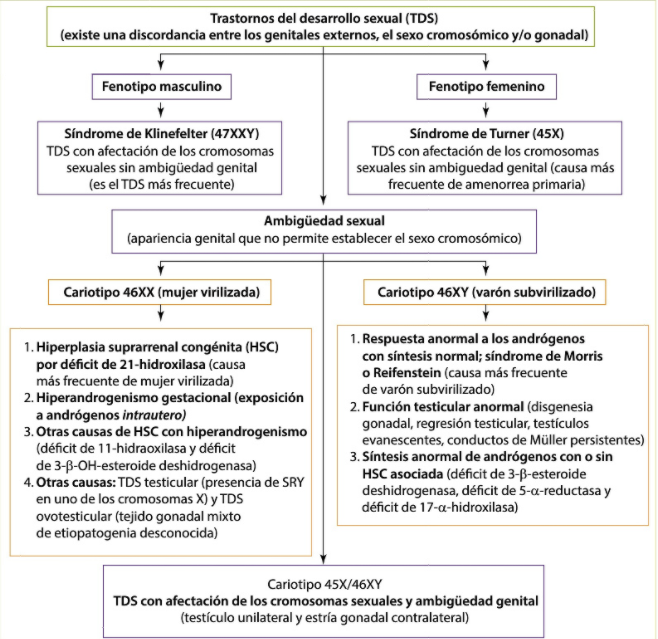 Trastornos del desarrollo sexual (TDS)
(existe una discordancia entre los genitales externos, el sexo cromosómico y/o gonadal)
Fenotipo masculino
Fenotipo femenino
Síndrome de Klinefelter (47XXY)
TDS con afectación de los cromosomas
sexuales sin ambigüedad genital
(es el TDS más frecuente)
Síndrome de Turner (45X)
TDS con afectación de los cromosomas
sexuales sin ambiguedad genital (causa más
frecuente de amenorrea primaria)
Ambigüedad sexual
(apariencia genital que no permite establecer el sexo cromosómico)
Cariotipo 46XX (mujer virilizada)
Cariotipo 46XY (varón subvirilizado)
1. Hiperplasia suprarrenal congénita (HSC)
por déficit de 21-hidroxilasa (causa
más frecuente de mujer virilizada)
2. Hiperandrogenismo gestacional (exposición
a andrógenos intrautero)
3. Otras causas de HSC con hiperandrogenismo
(déficit de 11-hidraoxilasa y déficit
de 3-β-OH-esteroide deshidrogenasa)
4. Otras causas: TDS testicular (presencia de SRY
en uno de los cromosomas X) y TDS
ovotesticular (tejido gonadal mixto
de etiopatogenia desconocida)
1. Respuesta anormal a los andrógenos
con síntesis normal; síndrome de Morris
o Reifenstein (causa más frecuente
de varón subvirilizado)
2. Función testicular anormal (disgenesia
gonadal, regresión testicular, testículos
evanescentes, conductos de Müller persistentes)
3. Síntesis anormal de andrógenos con o sin
HSC asociada (déficit de 3-β-esteroide
deshidrogenasa, déficit de 5-α-reductasa y
déficit de 17-α-hidroxilasa)
Cariotipo 45X/46XY
TDS con afectación de los cromosomas sexuales y ambigüedad genital
(testículo unilateral y estría gonadal contralateral)